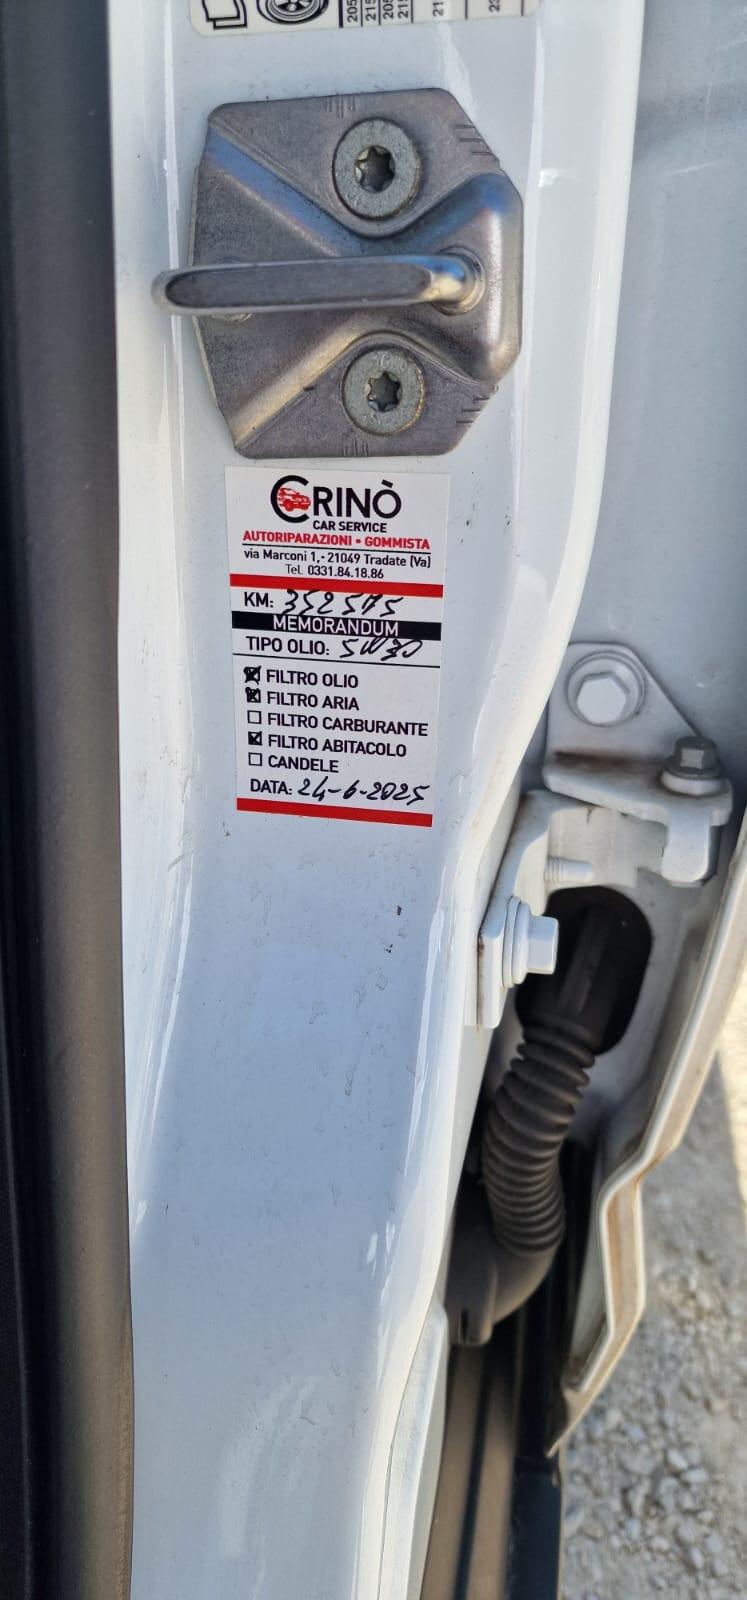 CRINÒ
CAR SERVICE
AUTORIPARAZIONI • GOMMISTA
via Marconi 1,- 21049 Tradate (Va)
Tel. 0331.84.18.86
KM: 352575
MEMORANDUM
TIPO OLIO: 5W30
FILTRO OLIO
FILTRO ARIA
FILTRO CARBURANTE
FILTRO ABITACOLO
CANDELE
DATA: 24-6-2025